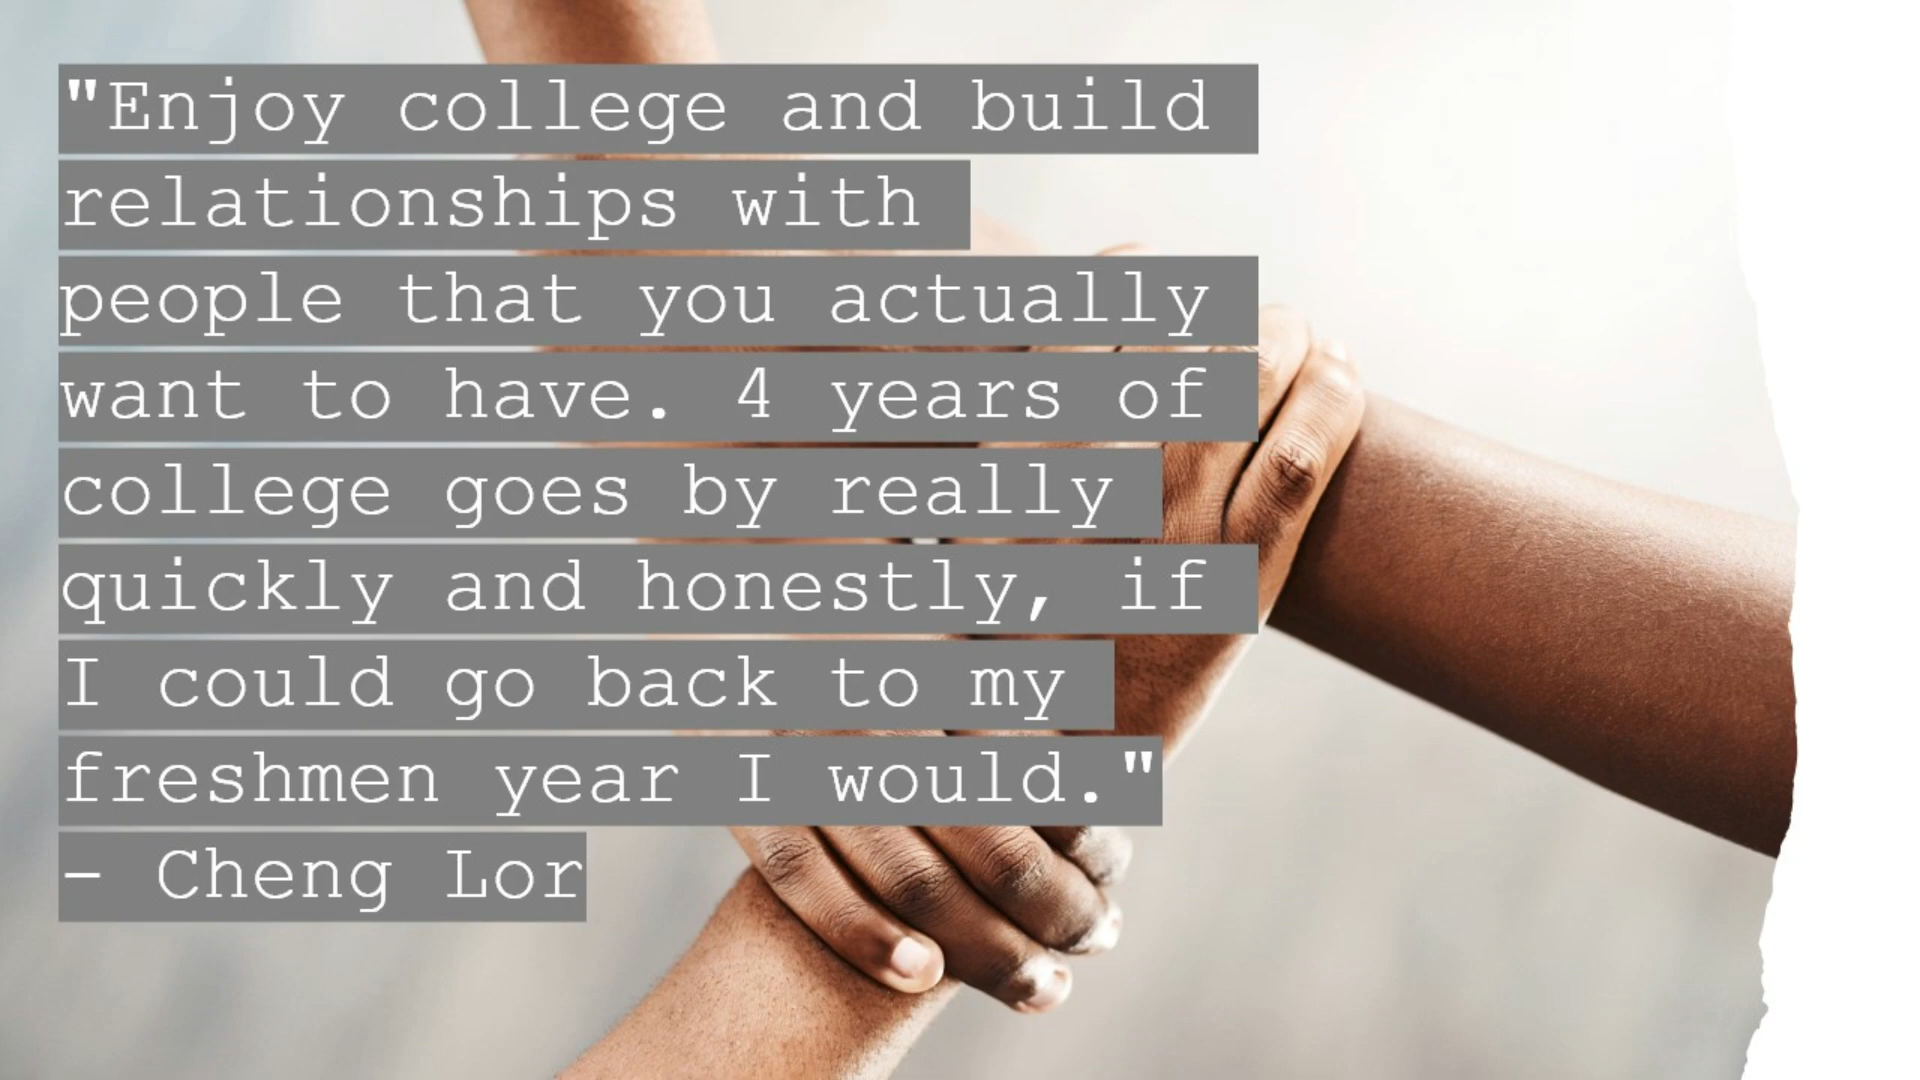 "Enjoy college and build
relationships with
people that you actually
want to have. 4 years of
college goes by really
quickly and honestly, if
I could go back to my
freshmen year I would."
- Cheng Lor